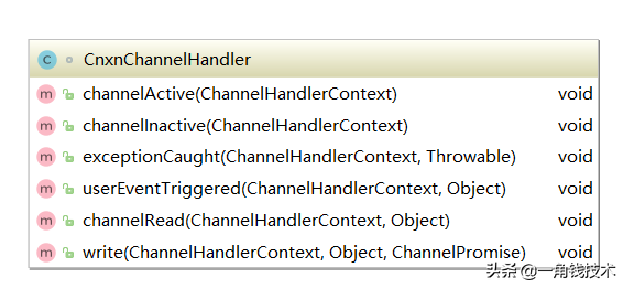 C CnxnChannelHandler
m channelActive(ChannelHandlerContext) void
m channelInactive(ChannelHandlerContext) void
m exceptionCaught(ChannelHandlerContext, Throwable) void
m userEventTriggered(ChannelHandlerContext, Object) void
m channelRead(ChannelHandlerContext, Object) void
m write(ChannelHandlerContext, Object, ChannelPromise) void
头条 @一角钱技术